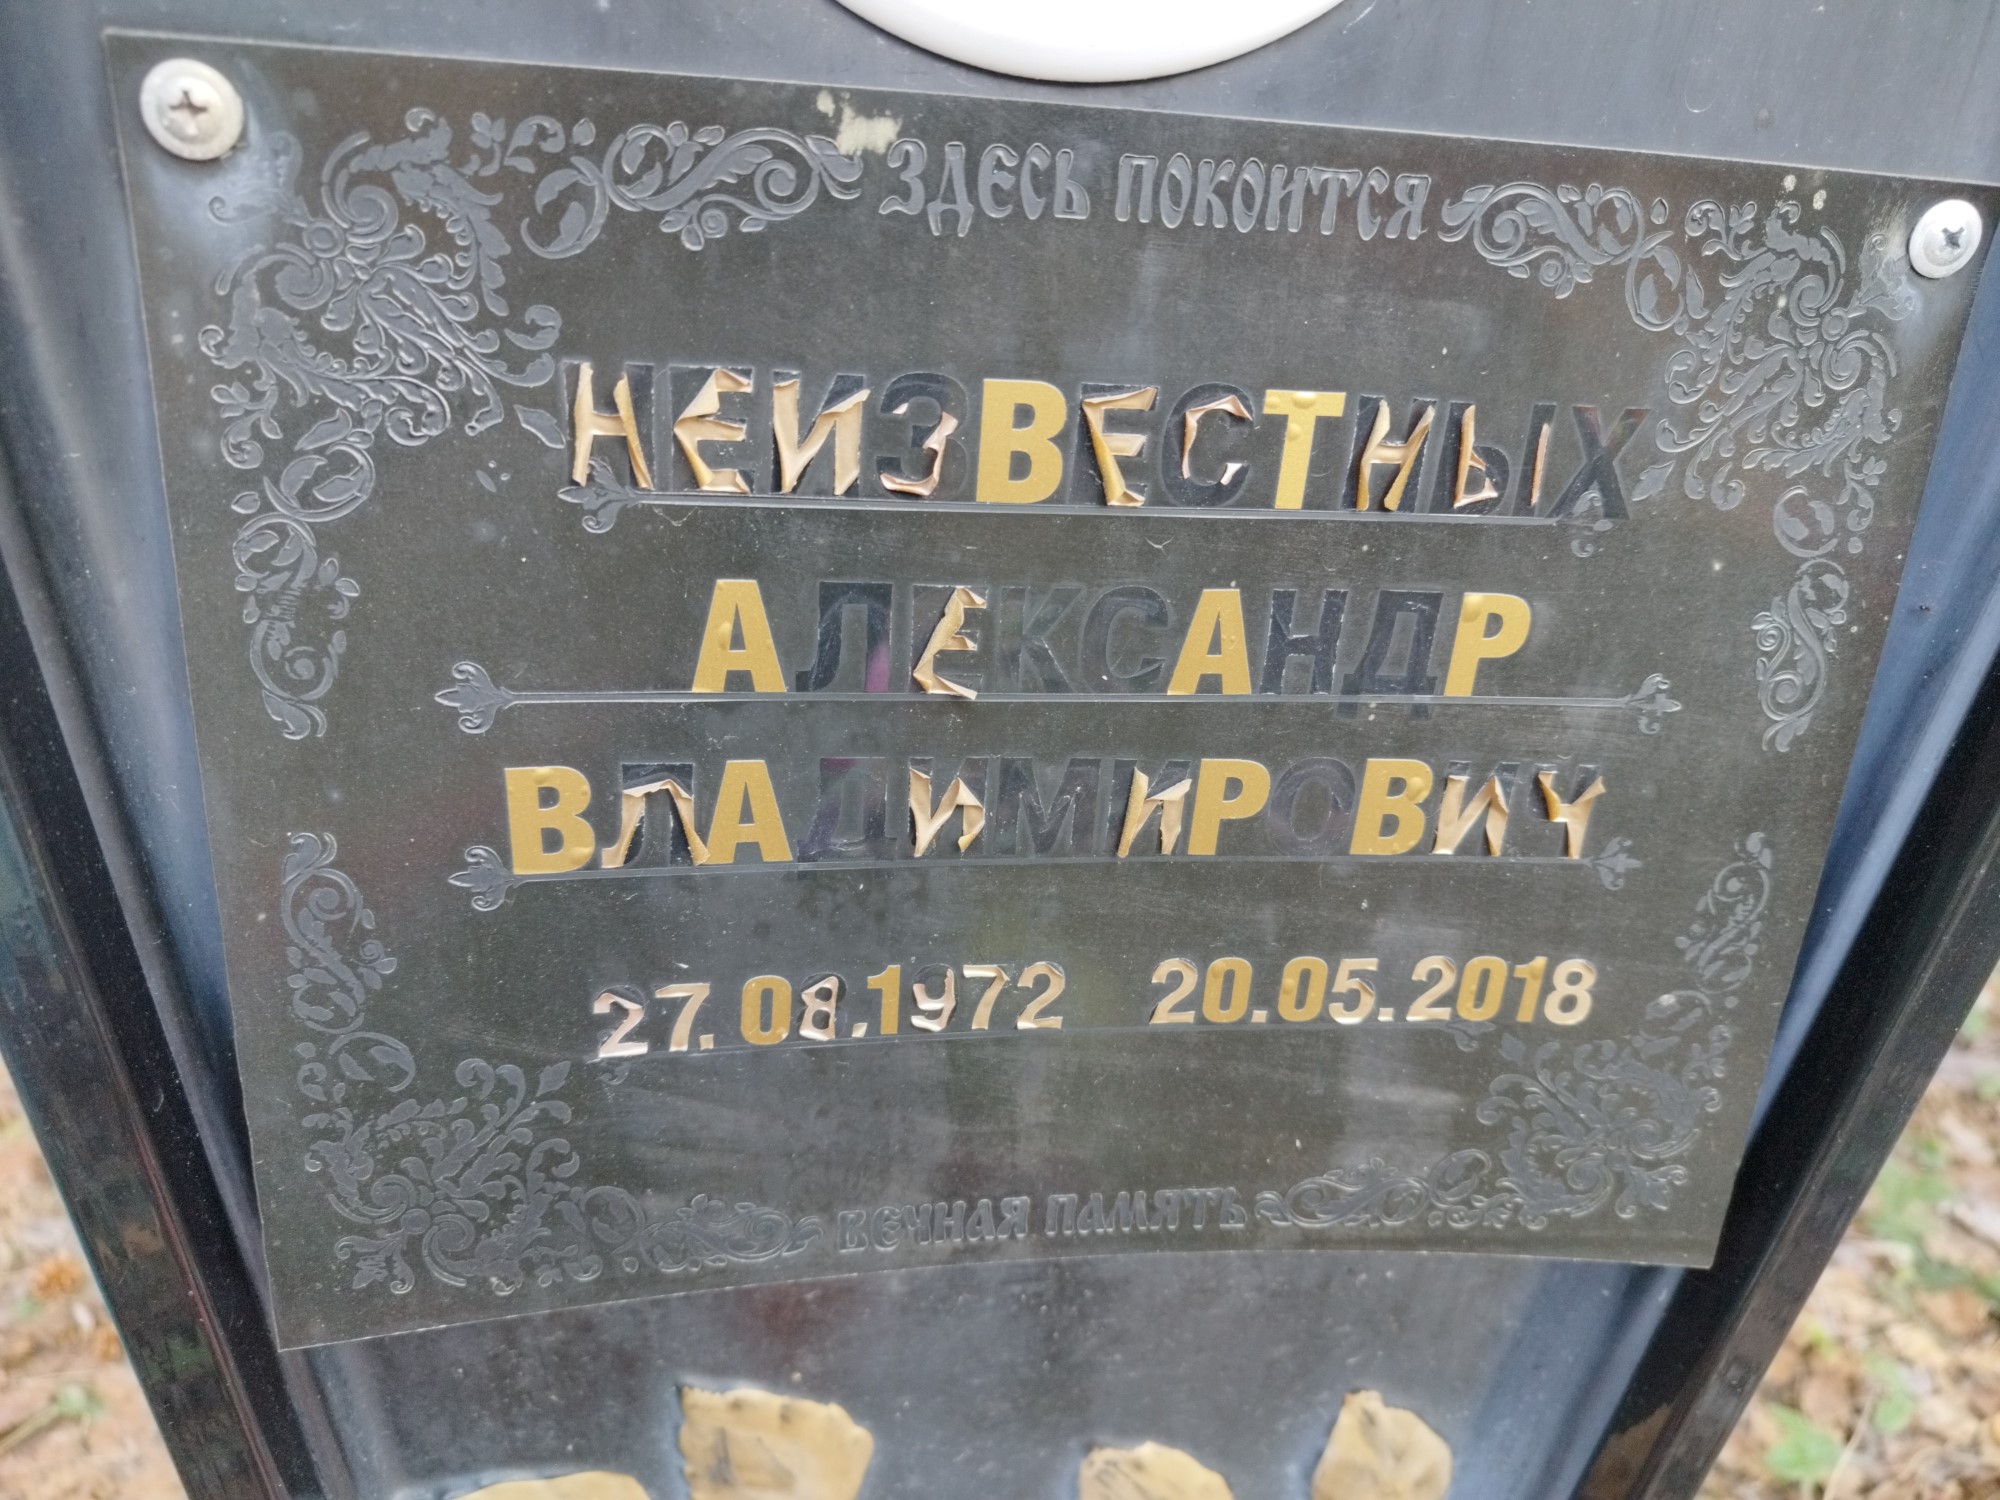 ЗДЕСЬ ПОКОИТСЯ
НЕИЗВЕСТНЫХ
АЛЕКСАНДР
ВЛАДИМИРОВИЧ
27.08.1972 20.05.2018
ВЕЧНАЯ ПАМЯТЬ